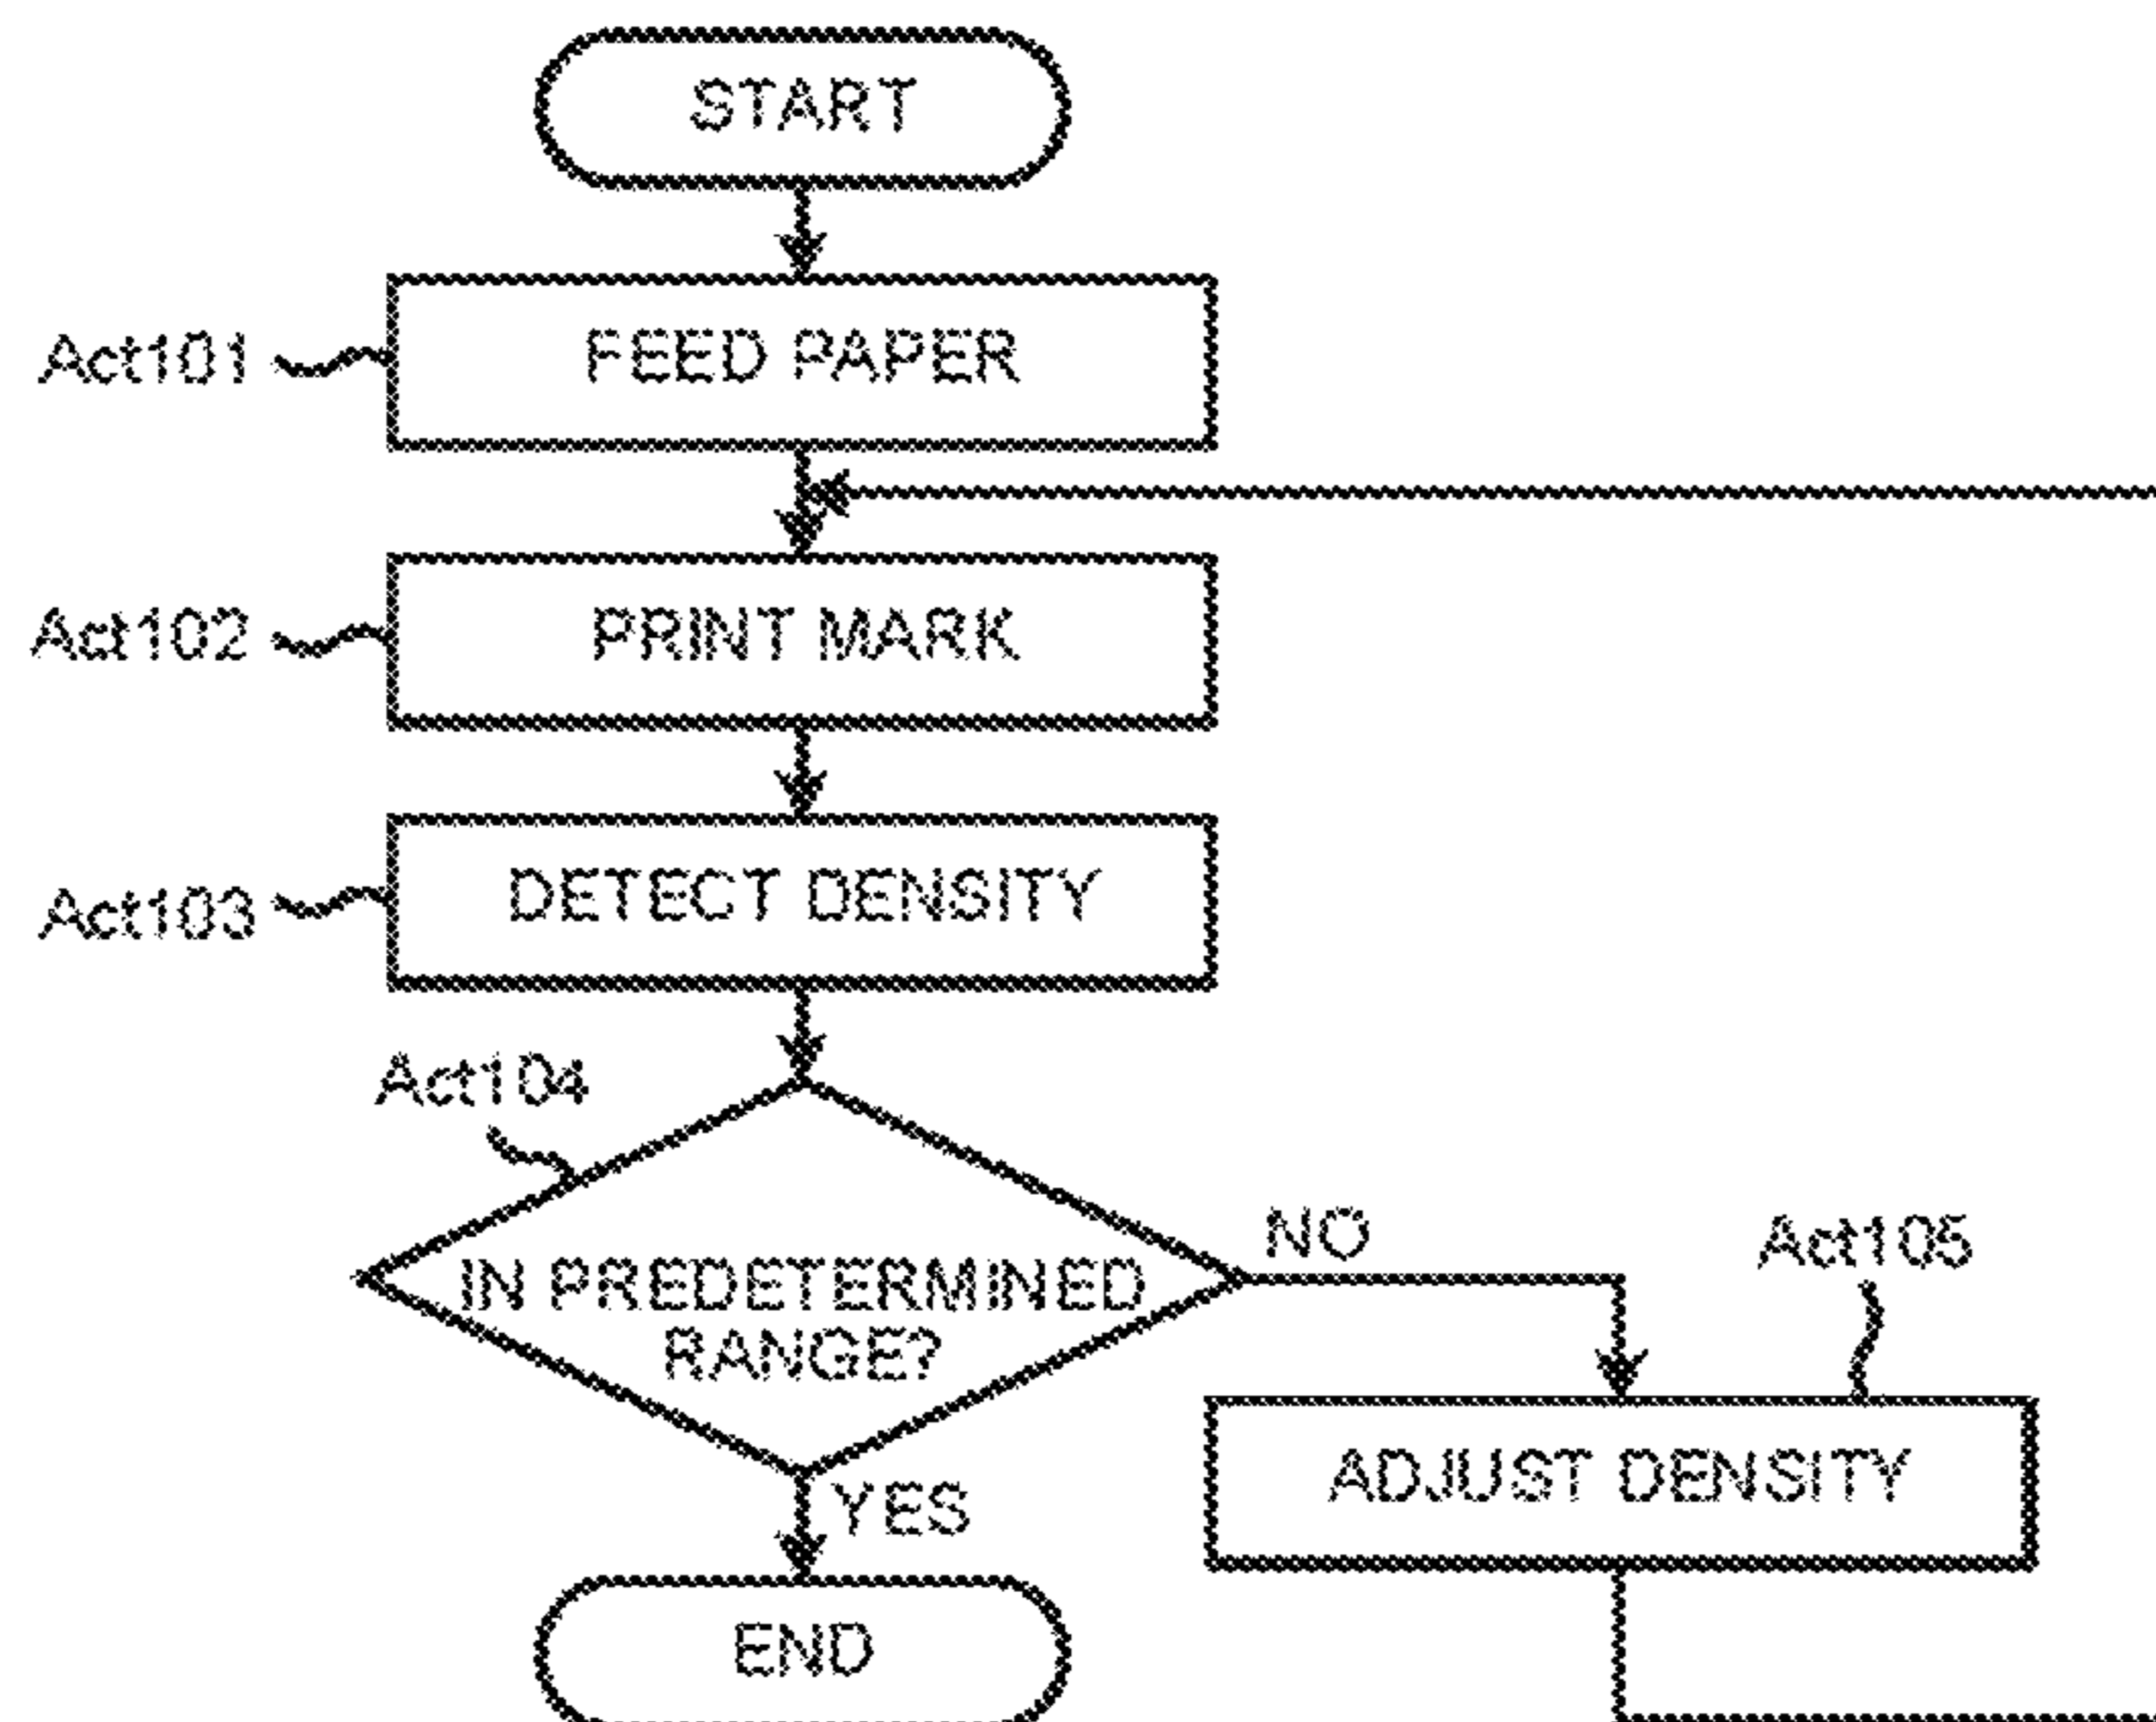 START
Act101
FEED PAPER
Act102
PRINT MARK
Act103
DETECT DENSITY
Act104
IN PREDETERMINED
RANGE?
NO
Act105
YES
ADJUST DENSITY
END